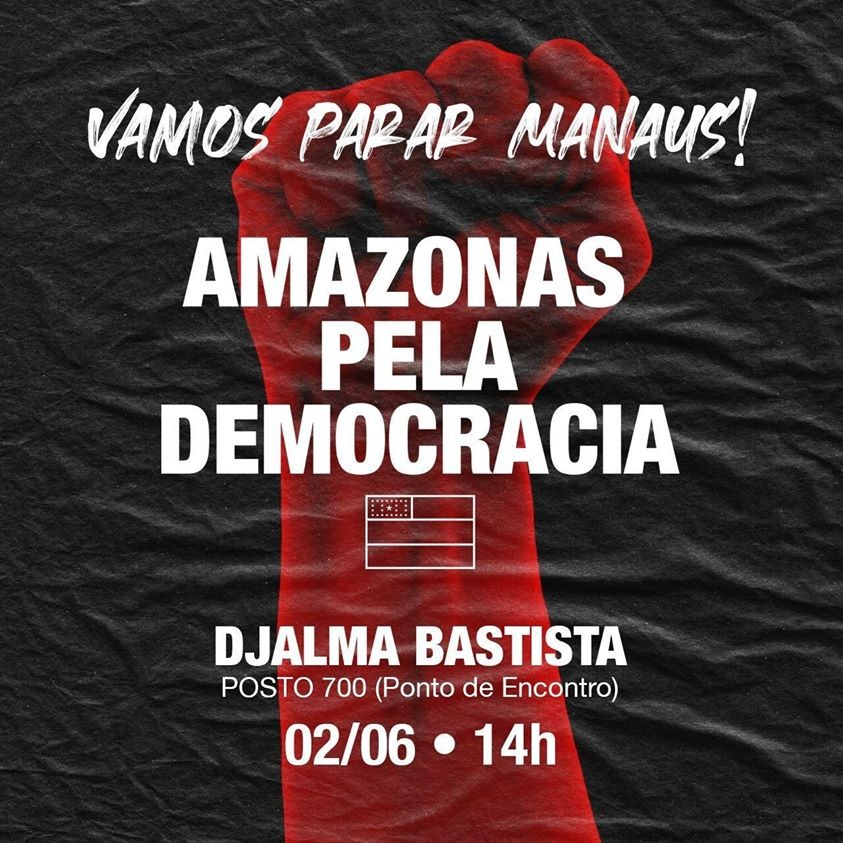 VAMOS PARAR MANAUS!
AMAZONAS
PELA
DEMOCRACIA
DJALMA BASTISTA
POSTO 700 (Ponto de Encontro)
02/06 • 14h